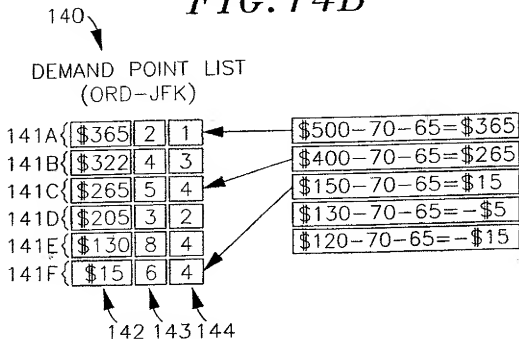 FIG. 14B
140
DEMAND POINT LIST
(ORD-JFK)
141A{ $365 2 1
$500-70-65=$365
141B{ $322 4 3
$400-70-65=$265
141C{ $265 5 4
$150-70-65=$15
141D{ $205 3 2
$130-70-65=-$5
141E{ $130 8 4
$120-70-65=-$15
141F{ $15 6 4
142 143 144